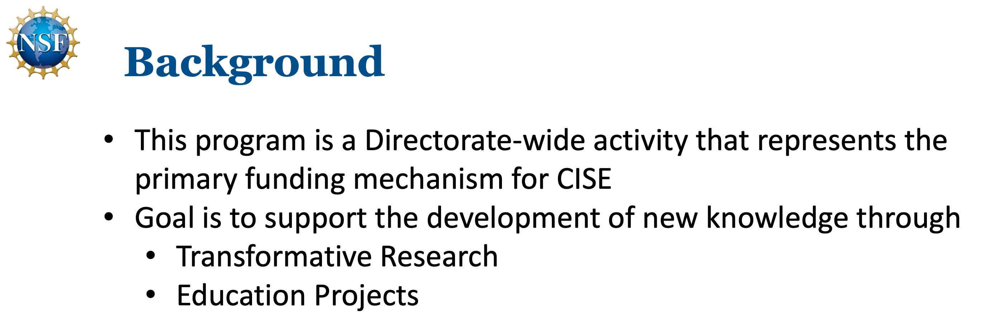 NSF
Background
• This program is a Directorate-wide activity that represents the
primary funding mechanism for CISE
• Goal is to support the development of new knowledge through
• Transformative Research
• Education Projects